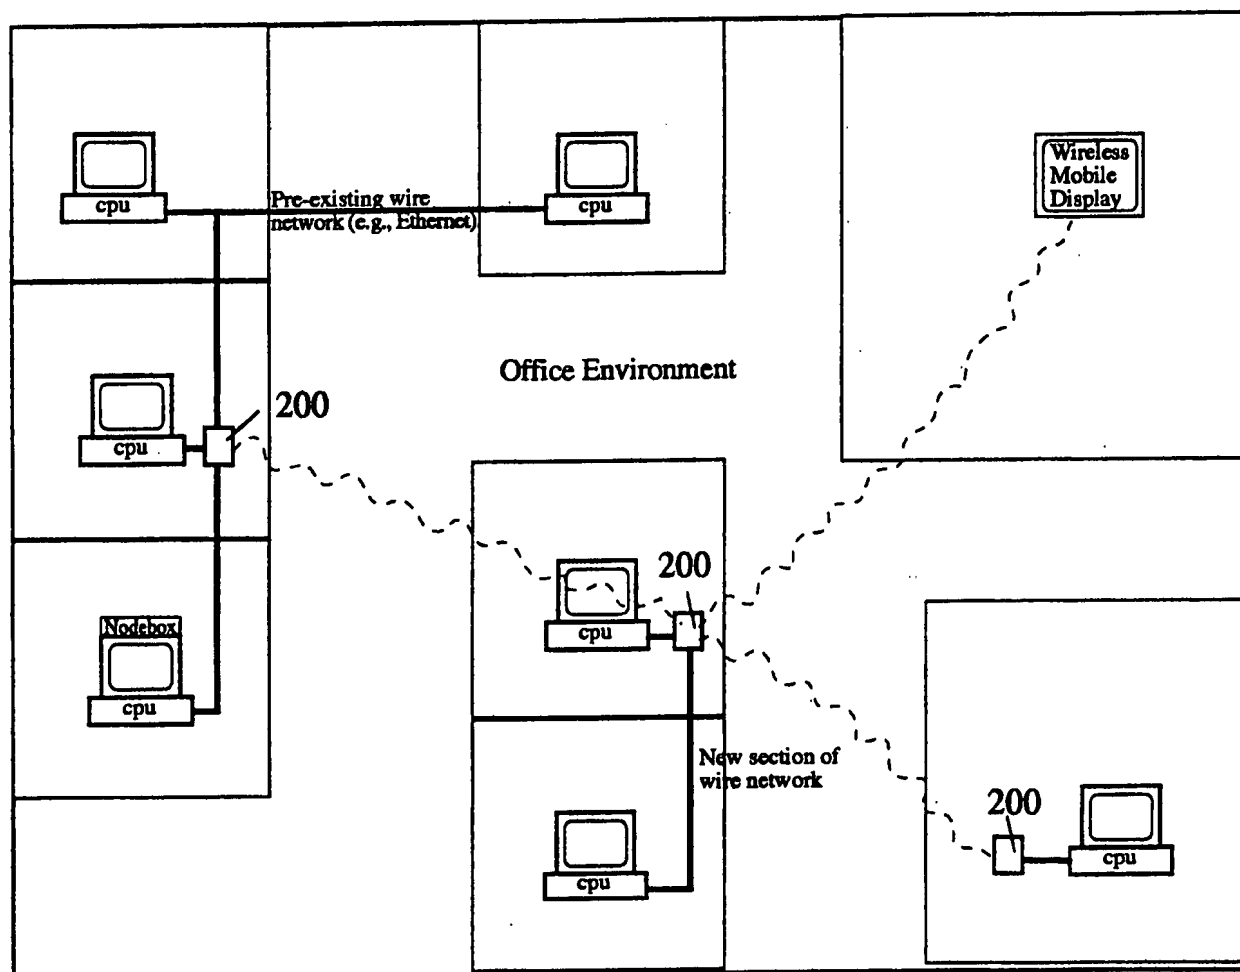 Wireless
Mobile
Display
cpu
Pre-existing wire
network (e.g., Ethernet)
cpu
Office Environment
200
cpu
200
Nodebox
cpu
cpu
New section of
wire network
200
cpu
cpu